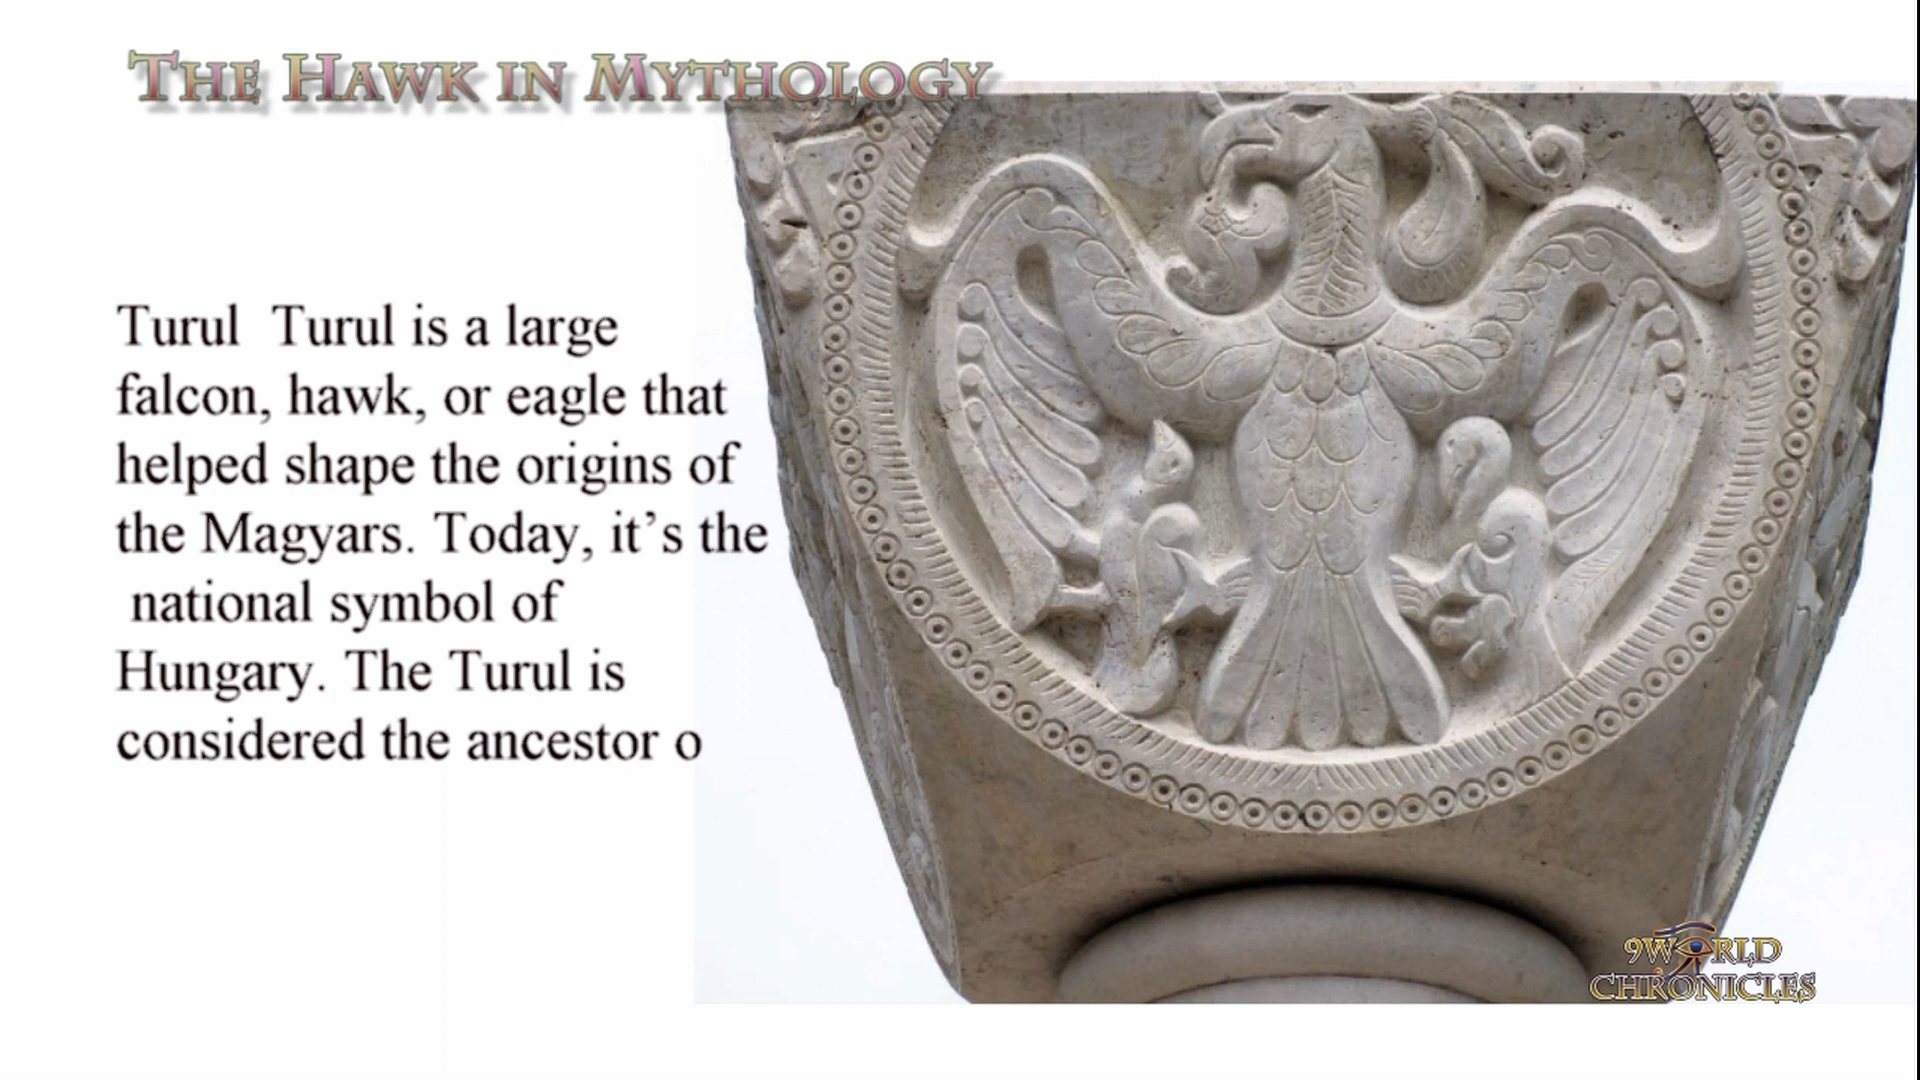 The Hawk in Mythology
Turul  Turul is a large
falcon, hawk, or eagle that
helped shape the origins of
the Magyars. Today, it’s the
national symbol of
Hungary. The Turul is
considered the ancestor o
9World
Chronicles